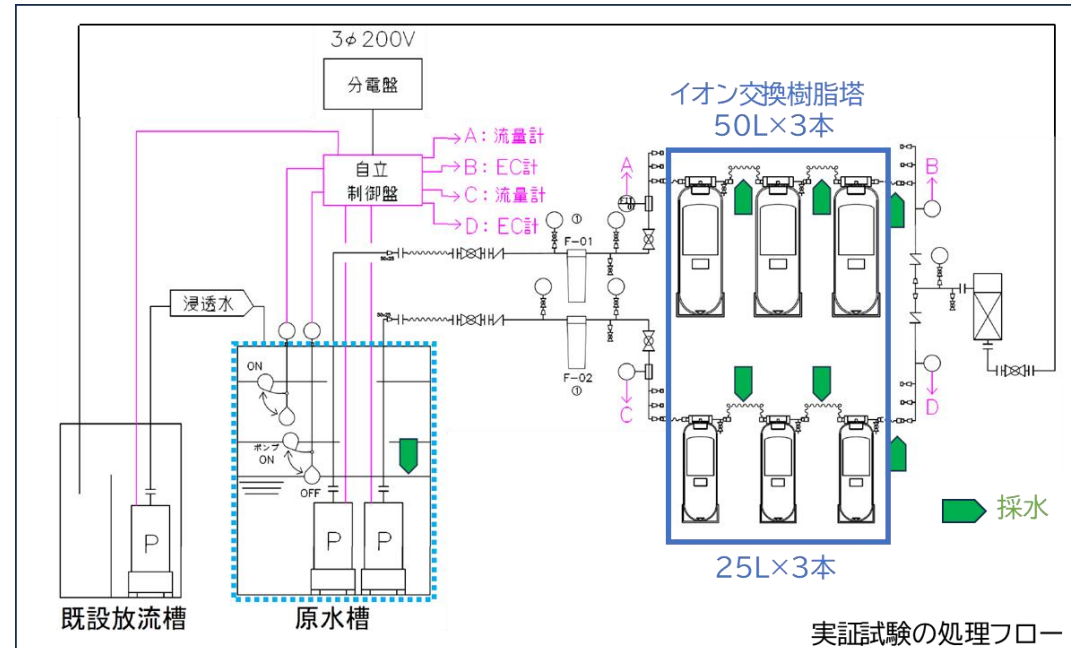 3φ200V
分電盤
自立
制御盤
A:流量計
B:EC計
C:流量計
D:EC計
イオン交換樹脂塔
50L×3本
A
B
①
F-01
浸透水
F-02
①
C
D
ON
ポンプ
ON
OFF
P
P
P
採水
25L×3本
既設放流槽
原水槽
実証試験の処理フロー